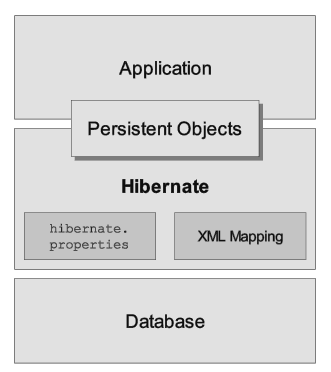 Application
Persistent Objects
Hibernate
hibernate.
properties
XML Mapping
Database